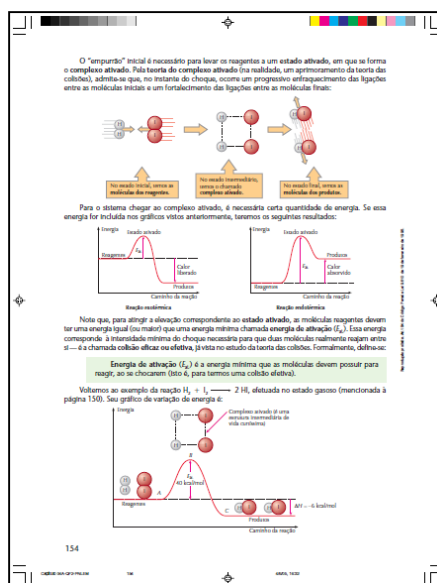 O "empurrão" inicial é necessário para levar os reagentes a um estado ativado, em que se forma
o complexo ativado. Pela teoria do complexo ativado (na realidade, um aprimoramento da teoria das
colisões), admite-se que, no instante do choque, ocorre um progressivo enfraquecimento das ligações
entre as moléculas iniciais e um fortalecimento das ligações entre as moléculas finais:
H
H
I
I
H
H
I
I
H
H
I
I
No estado inicial, temos as
moléculas dos reagentes.
No estado intermediário,
temos o chamado
complexo ativado.
No estado final, temos as
moléculas dos produtos.
Para o sistema chegar ao complexo ativado, é necessária certa quantidade de energia. Se essa
energia for incluída nos gráficos vistos anteriormente, teremos os seguintes resultados:
Energia
Estado ativado
Reagentes
Calor
liberado
Produtos
Caminho da reação
Reação exotérmica
Energia
Estado ativado
Produtos
Calor
absorvido
Reagentes
Caminho da reação
Reação endotérmica
Note que, para atingir a elevação correspondente ao estado ativado, as moléculas reagentes devem
ter uma energia igual (ou maior) que uma energia mínima chamada energia de ativação (Eat). Essa energia
corresponde à intensidade mínima do choque necessária para que duas moléculas realmente reajam entre
si — é a chamada colisão eficaz ou efetiva, já vista no estudo da teoria das colisões. Formalmente, define-se:
Energia de ativação (Eat) é a energia mínima que as moléculas devem possuir para
reagir, ao se chocarem (isto é, para termos uma colisão efetiva).
Voltemos ao exemplo da reação H₂ + I₂ ⟶ 2 HI, efetuada no estado gasoso (mencionada à
página 150). Seu gráfico de variação de energia é:
Energia
H
I
H
I
Complexo ativado (é uma
estrutura intermediária de
vida curtíssima)
B
Eat
40 kcal/mol
H
H
I
I
A
Reagentes
C
H
I
H
I
ΔH = –6 kcal/mol
Produtos
Caminho da reação
154